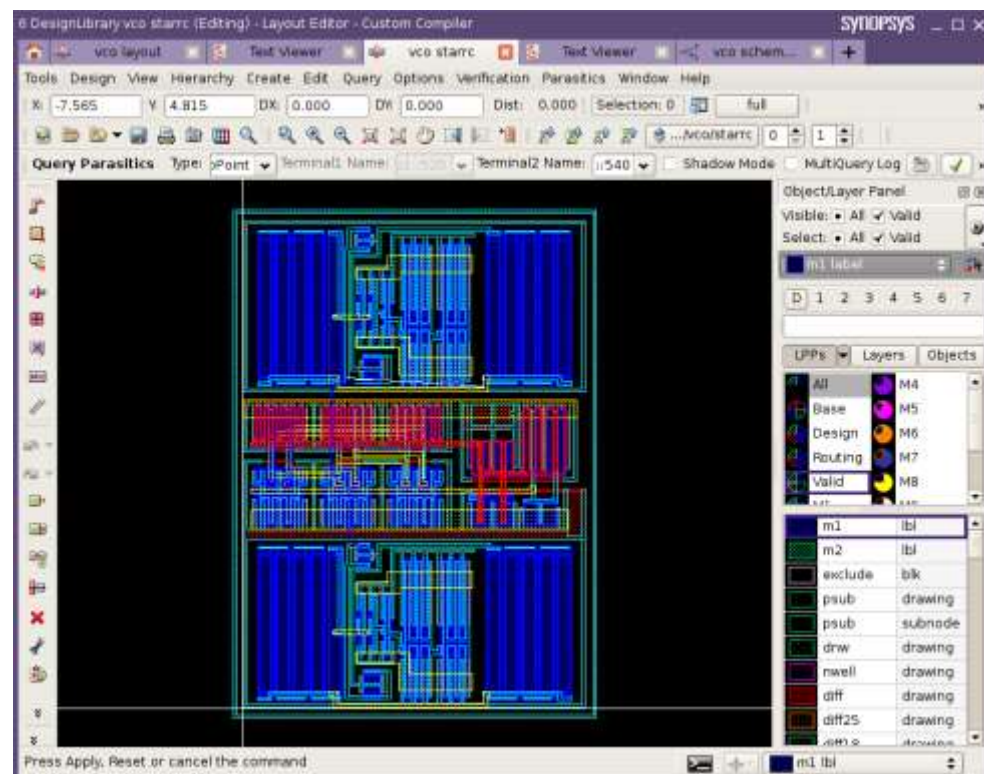 6 DesignLibrary vco starrc (Editing) - Layout Editor - Custom Compiler
SYNOPSYS
vco layout Text Viewer vco starrc Text Viewer vco schem...
Tools Design View Hierarchy Create Edit Query Options Verification Parasitics Window Help
X: -7.565 Y 4.815 DX: 0.000 DY: 0.000 Dist: 0.000 Selection: 0 full
.../vco/starrc 0 1
Query Parasitics Type: oPoint Terminal1 Name: Terminal2 Name: ii540 Shadow Mode MultiQuery Log
Object/Layer Panel
Visible: All Valid
Select: All Valid
m1 label
D 1 2 3 4 5 6 7
LPPs Layers Objects
All M4
Base M5
Design M6
Routing M7
Valid M8
m1 lbl
m2 lbl
exclude blk
psub drawing
psub subnode
drw drawing
nwell drawing
diff drawing
diff25 drawing
diff18 drawing
Press Apply, Reset or cancel the command
m1 lbl